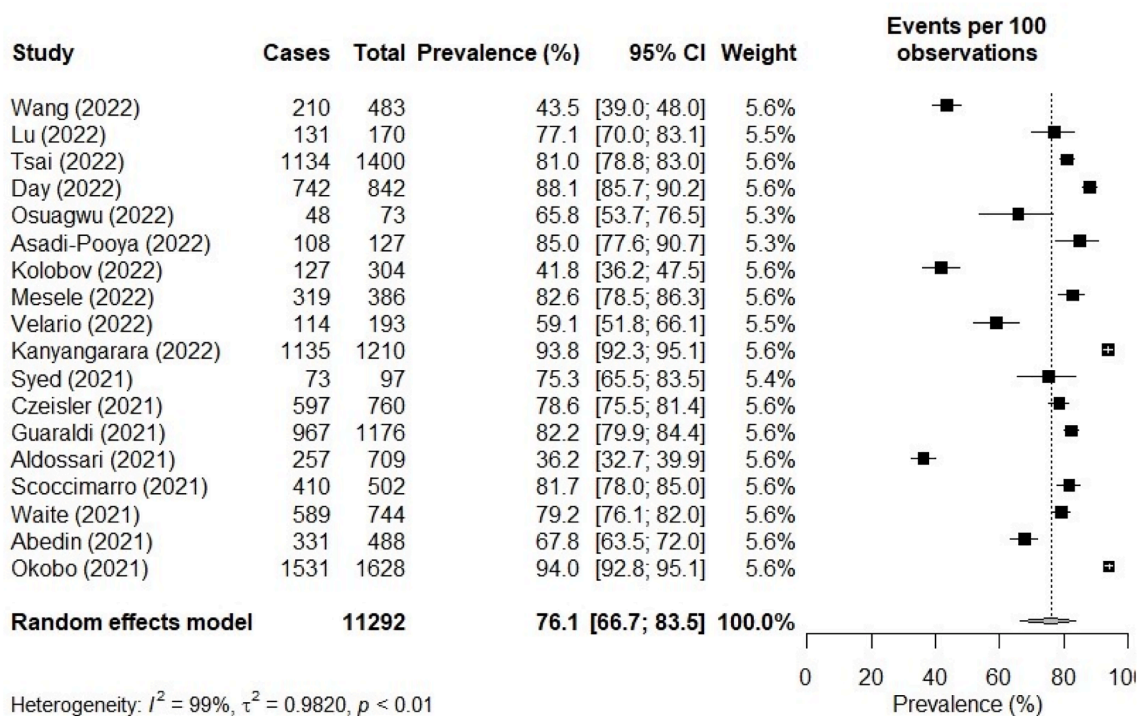 Events per 100
observations
Study Cases Total Prevalence (%) 95% CI Weight
Wang (2022) 210 483 43.5 [39.0; 48.0] 5.6%
Lu (2022) 131 170 77.1 [70.0; 83.1] 5.5%
Tsai (2022) 1134 1400 81.0 [78.8; 83.0] 5.6%
Day (2022) 742 842 88.1 [85.7; 90.2] 5.6%
Osuagwu (2022) 48 73 65.8 [53.7; 76.5] 5.3%
Asadi-Pooya (2022) 108 127 85.0 [77.6; 90.7] 5.3%
Kolobov (2022) 127 304 41.8 [36.2; 47.5] 5.6%
Mesele (2022) 319 386 82.6 [78.5; 86.3] 5.6%
Velario (2022) 114 193 59.1 [51.8; 66.1] 5.5%
Kanyangarara (2022) 1135 1210 93.8 [92.3; 95.1] 5.6%
Syed (2021) 73 97 75.3 [65.5; 83.5] 5.4%
Czeisler (2021) 597 760 78.6 [75.5; 81.4] 5.6%
Guaraldi (2021) 967 1176 82.2 [79.9; 84.4] 5.6%
Aldossari (2021) 257 709 36.2 [32.7; 39.9] 5.6%
Scoccimarro (2021) 410 502 81.7 [78.0; 85.0] 5.6%
Waite (2021) 589 744 79.2 [76.1; 82.0] 5.6%
Abedin (2021) 331 488 67.8 [63.5; 72.0] 5.6%
Okobo (2021) 1531 1628 94.0 [92.8; 95.1] 5.6%
Random effects model 11292 76.1 [66.7; 83.5] 100.0%
0 20 40 60 80 100
Prevalence (%)
Heterogeneity: I² = 99%, τ² = 0.9820, p < 0.01